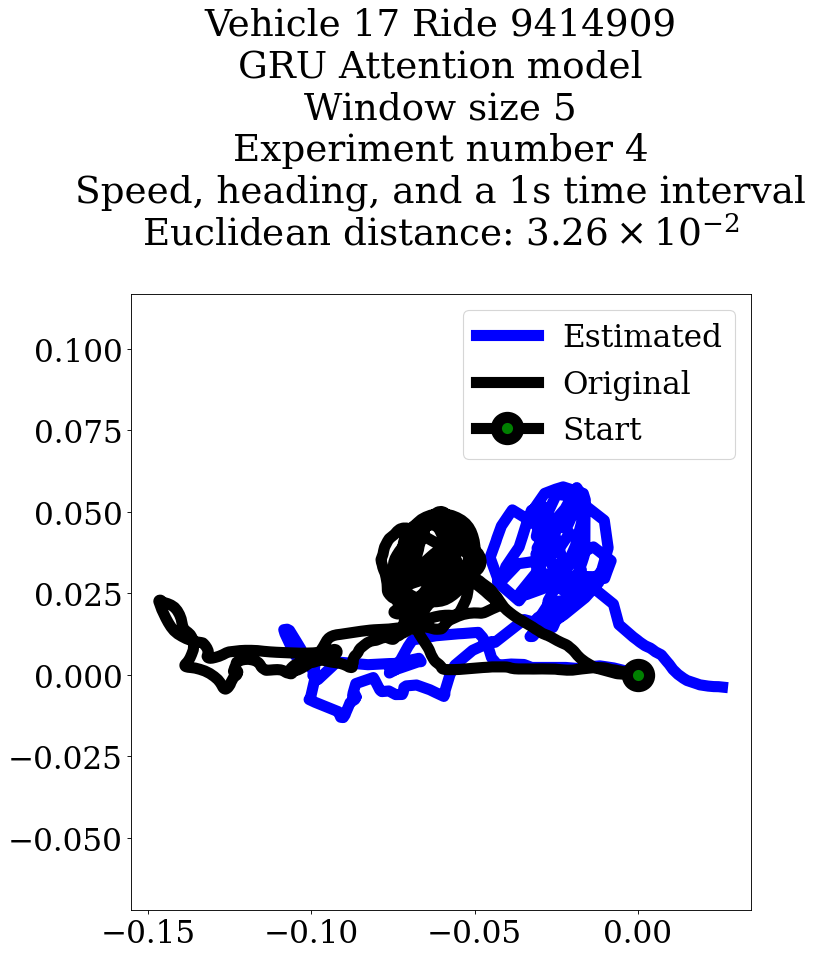 Vehicle 17 Ride 9414909
GRU Attention model
Window size 5
Experiment number 4
Speed, heading, and a 1s time interval
Euclidean distance: 3.26 × 10⁻²
Estimated
Original
Start
0.100
0.075
0.050
0.025
0.000
−0.025
−0.050
−0.15 −0.10 −0.05 0.00